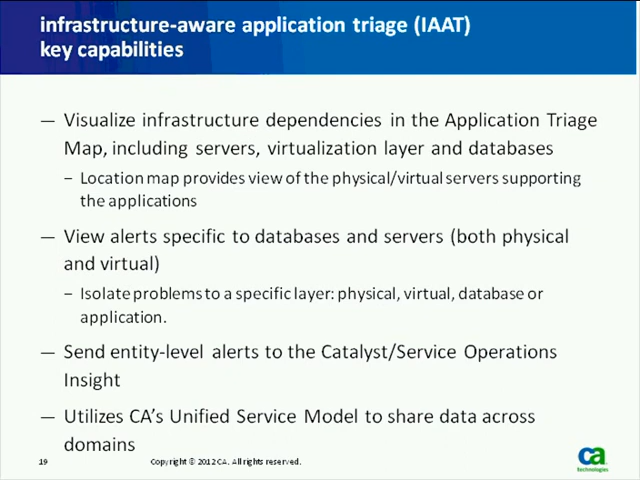 infrastructure-aware application triage (IAAT)
key capabilities
— Visualize infrastructure dependencies in the Application Triage
Map, including servers, virtualization layer and databases
– Location map provides view of the physical/virtual servers supporting
the applications
— View alerts specific to databases and servers (both physical
and virtual)
– Isolate problems to a specific layer: physical, virtual, database or
application.
— Send entity-level alerts to the Catalyst/Service Operations
Insight
— Utilizes CA's Unified Service Model to share data across
domains
19 Copyright © 2012 CA. All rights reserved.
ca
technologies